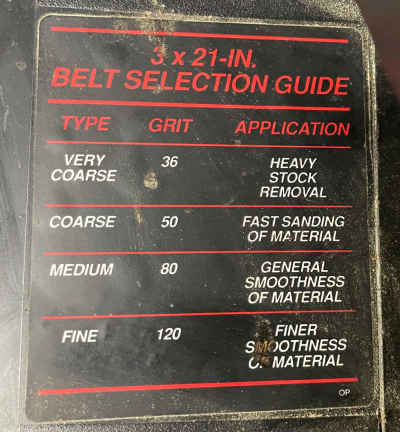 3 x 21-IN.
BELT SELECTION GUIDE
TYPE GRIT APPLICATION
VERY COARSE 36 HEAVY STOCK REMOVAL
COARSE 50 FAST SANDING OF MATERIAL
MEDIUM 80 GENERAL SMOOTHNESS OF MATERIAL
FINE 120 FINER SMOOTHNESS OF MATERIAL
OP